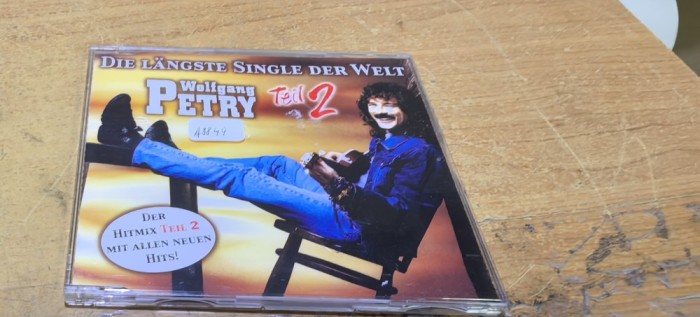 DIE LÄNGSTE SINGLE DER WELT
Wolfgang
PETRY
Teil 2
DER
HITMIX TEIL 2
MIT ALLEN NEUEN
HITS!